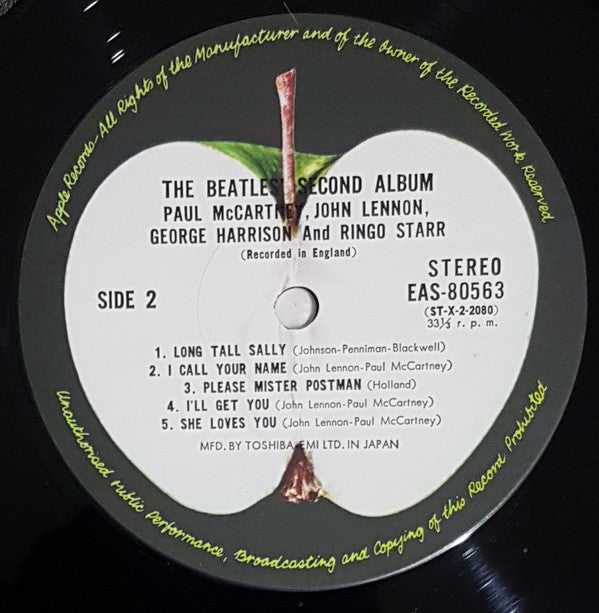 Apple Records—All Rights of the Manufacturer and of the Owner of the Recorded Work Reserved
THE BEATLES' SECOND ALBUM
PAUL McCARTNEY, JOHN LENNON,
GEORGE HARRISON And RINGO STARR
(Recorded in England)
STEREO
SIDE 2
EAS-80563
(ST-X-2-2080)
33⅓ r. p. m.
1. LONG TALL SALLY (Johnson-Penniman-Blackwell)
2. I CALL YOUR NAME (John Lennon-Paul McCartney)
3. PLEASE MISTER POSTMAN (Holland)
4. I'LL GET YOU (John Lennon-Paul McCartney)
5. SHE LOVES YOU (John Lennon-Paul McCartney)
MFD. BY TOSHIBA-EMI LTD. IN JAPAN
Unauthorised Public Performance, Broadcasting and Copying of this Record Prohibited